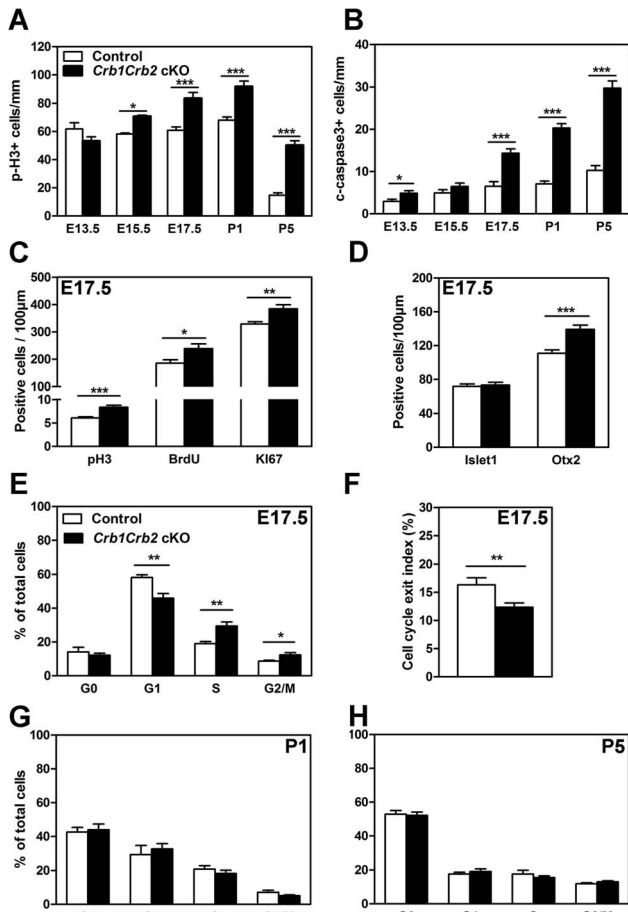 A
Control
Crb1Crb2 cKO
p-H3+ cells/mm
120
100
80
60
40
20
0
*
***
***
***
E13.5 E15.5 E17.5 P1 P5
B
c-caspase3+ cells/mm
40
30
20
10
0
*
***
***
***
E13.5 E15.5 E17.5 P1 P5
C
E17.5
Positive cells / 100µm
500
400
300
200
100
10
5
0
***
*
**
pH3 BrdU KI67
D
E17.5
Positive cells/100µm
200
160
120
80
40
0
***
Islet1 Otx2
E
Control
Crb1Crb2 cKO
E17.5
% of total cells
100
80
60
40
20
0
**
**
*
G0 G1 S G2/M
F
E17.5
Cell cycle exit index (%)
30
25
20
15
10
5
0
**
G
P1
% of total cells
100
80
60
40
20
0
H
P5
100
80
60
40
20
0